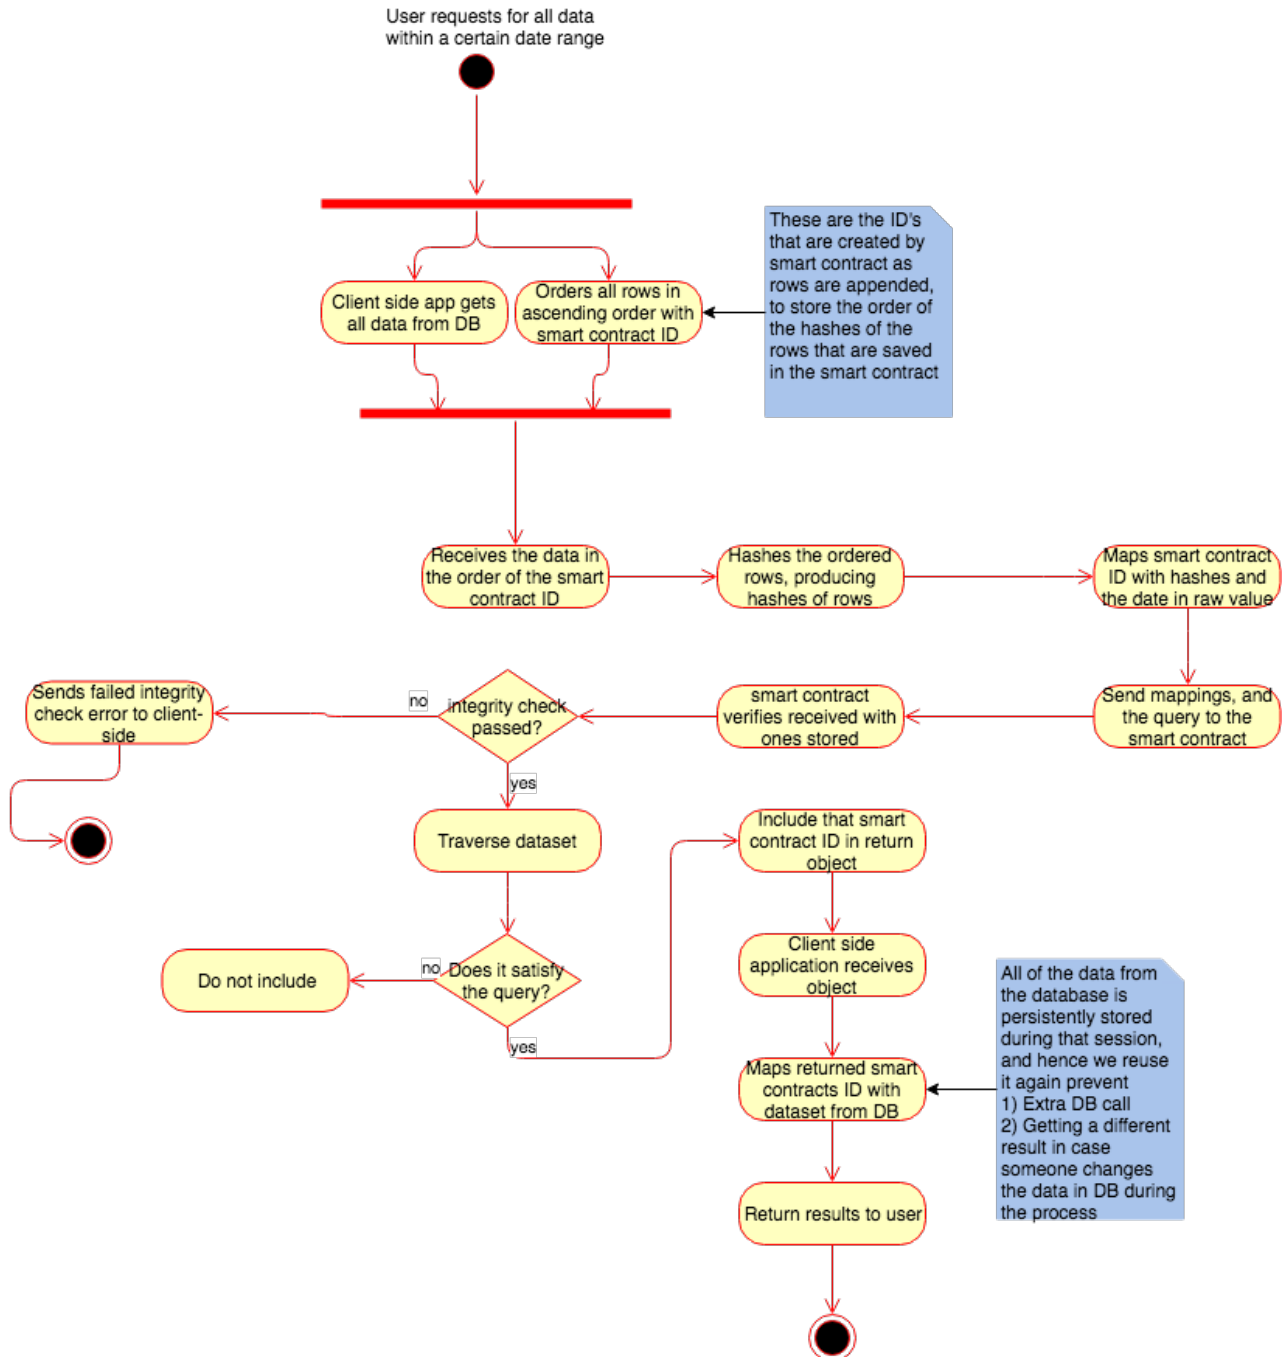 User requests for all data
within a certain date range
These are the ID's
that are created by
smart contract as
rows are appended,
to store the order of
the hashes of the
rows that are saved
in the smart contract
Client side app gets
all data from DB
Orders all rows in
ascending order with
smart contract ID
Receives the data in
the order of the smart
contract ID
Hashes the ordered
rows, producing
hashes of rows
Maps smart contract
ID with hashes and
the date in raw value
Sends failed integrity
check error to client-
side
no
integrity check
passed?
smart contract
verifies received with
ones stored
Send mappings, and
the query to the
smart contract
yes
Traverse dataset
Include that smart
contract ID in return
object
Do not include
no
Does it satisfy
the query?
yes
Client side
application receives
object
All of the data from
the database is
persistently stored
during that session,
and hence we reuse
it again prevent
1) Extra DB call
2) Getting a different
result in case
someone changes
the data in DB during
the process
Maps returned smart
contracts ID with
dataset from DB
Return results to user